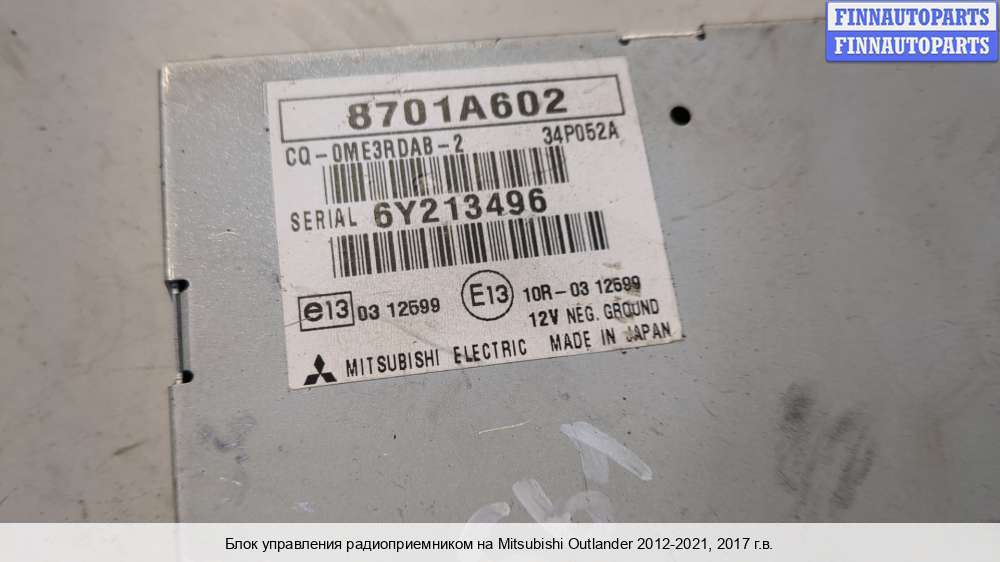 FINNAUTOPARTS
FINNAUTOPARTS
8701A602
CQ-0ME3RDAB-2 34P052A
SERIAL 6Y213496
e13 03 12599 E13 10R-03 12599
12V NEG. GROUND
MITSUBISHI ELECTRIC MADE IN JAPAN
Блок управления радиоприемником на Mitsubishi Outlander 2012-2021, 2017 г.в.